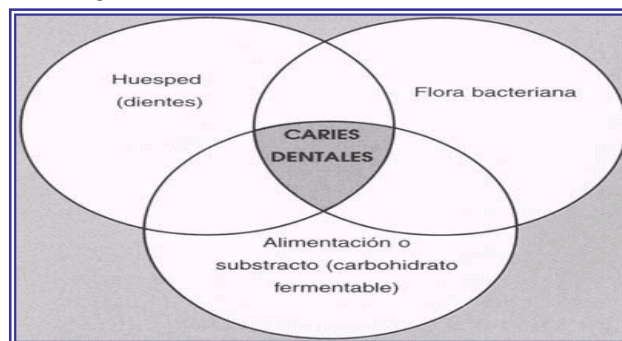 Huesped
(dientes)
Flora bacteriana
CARIES
DENTALES
Alimentación o
substracto (carbohidrato
fermentable)